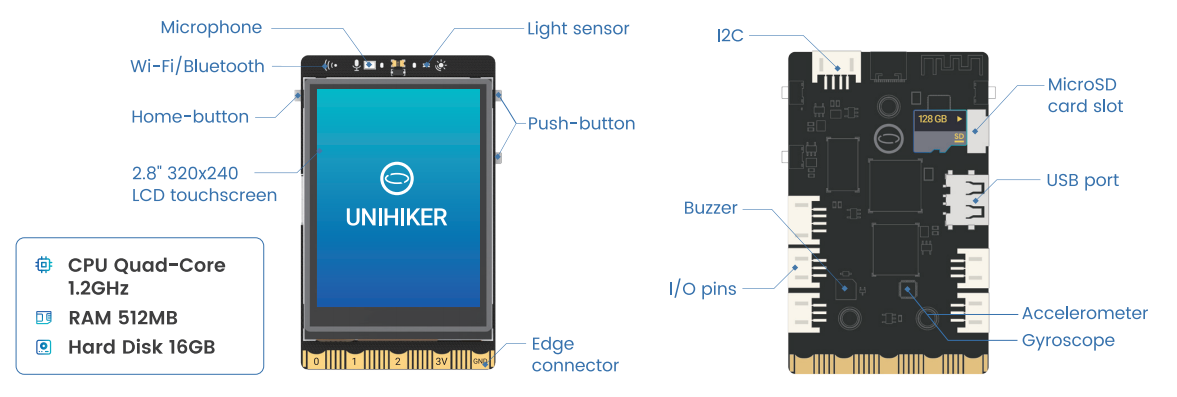 Microphone
Light sensor
Wi-Fi/Bluetooth
Home-button
Push-button
2.8" 320x240
LCD touchscreen
UNIHIKER
CPU Quad-Core
1.2GHz
RAM 512MB
Hard Disk 16GB
0 1 2 3V GND
Edge
connector
I2C
MicroSD
card slot
128 GB
SD
USB port
Buzzer
I/O pins
Accelerometer
Gyroscope